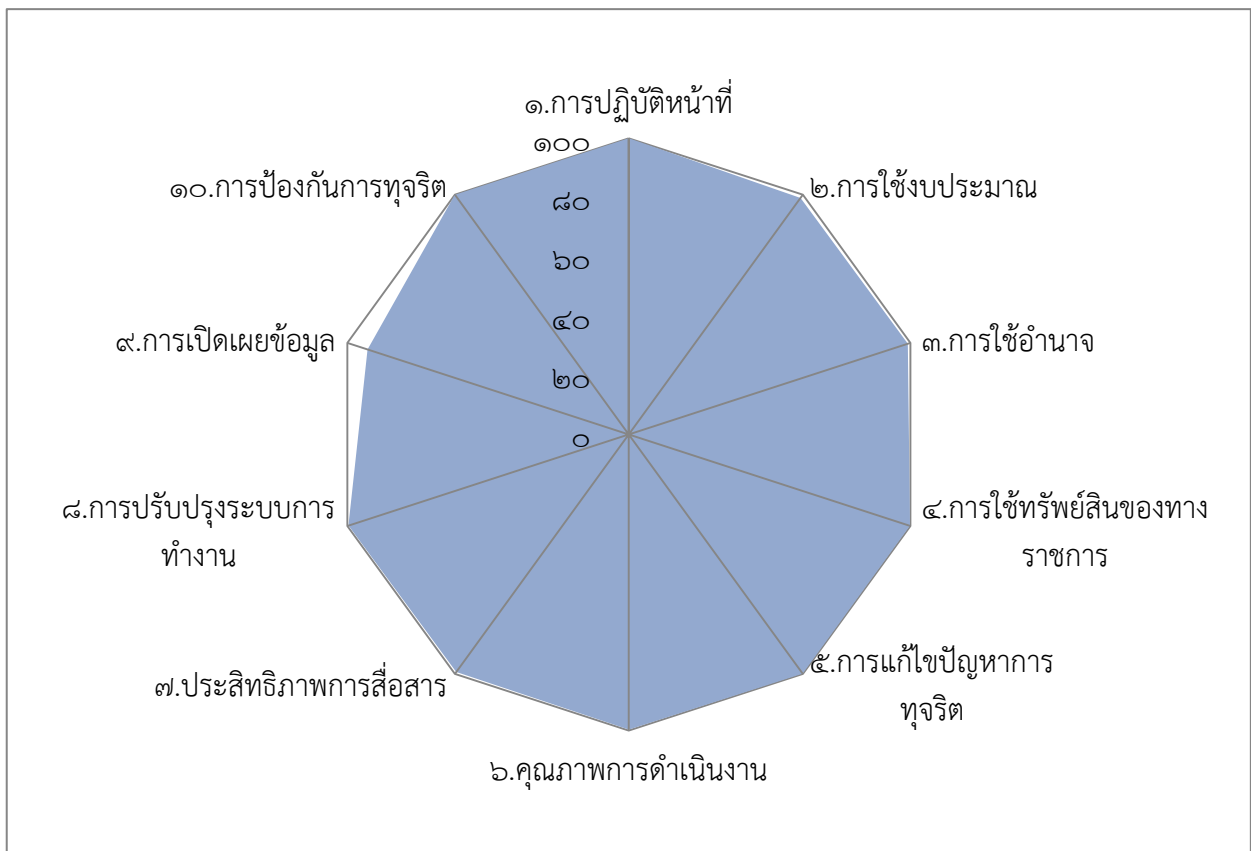 ๑.การปฏิบัติหน้าที่
๒.การใช้งบประมาณ
๓.การใช้อำนาจ
๔.การใช้ทรัพย์สินของทาง
ราชการ
๕.การแก้ไขปัญหาการ
ทุจริต
๖.คุณภาพการดำเนินงาน
๗.ประสิทธิภาพการสื่อสาร
๘.การปรับปรุงระบบการ
ทำงาน
๙.การเปิดเผยข้อมูล
๑๐.การป้องกันการทุจริต
๑๐๐
๘๐
๖๐
๔๐
๒๐
๐